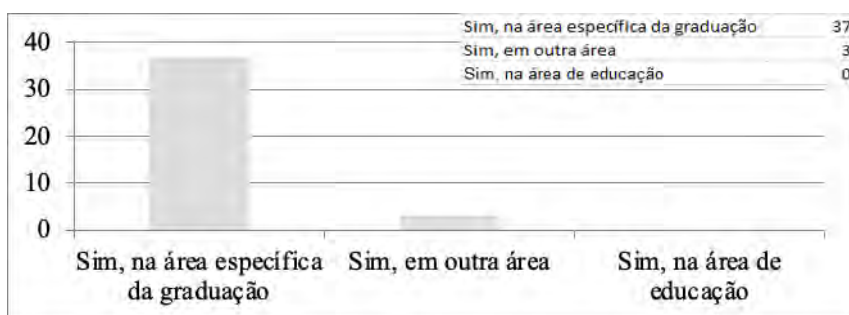 Sim, na área específica da graduação 37
Sim, em outra área 3
Sim, na área de educação 0
40
30
20
10
0
Sim, na área específica
da graduação
Sim, em outra área
Sim, na área de
educação